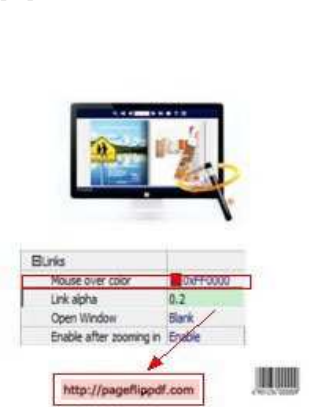 Links
Mouse over color 0xFF0000
Link alpha 0.2
Open Window Blank
Enable after zooming in Enable
http://pageflippdf.com